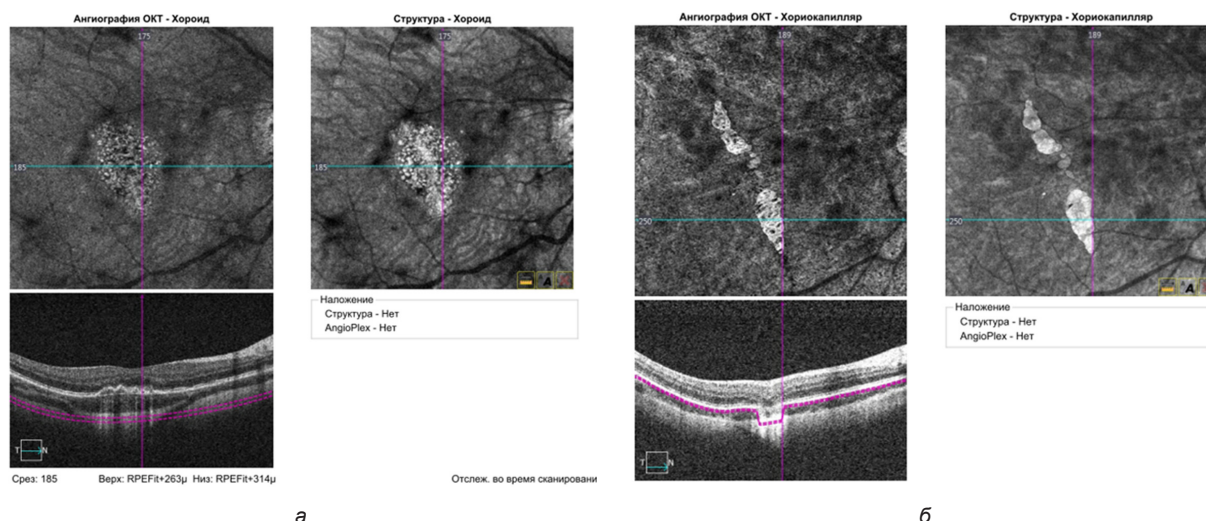 Ангиография ОКТ - Хороид
Структура - Хороид
Ангиография ОКТ - Хориокапилляр
Структура - Хориокапилляр
175
175
189
189
185
185
250
250
A
A
Наложение
Структура - Нет
AngioPlex - Нет
Наложение
Структура - Нет
AngioPlex - Нет
T N
T N
Срез: 185 Верх: RPEFit+263µ Низ: RPEFit+314µ
Отслеж. во время сканировани
а
б